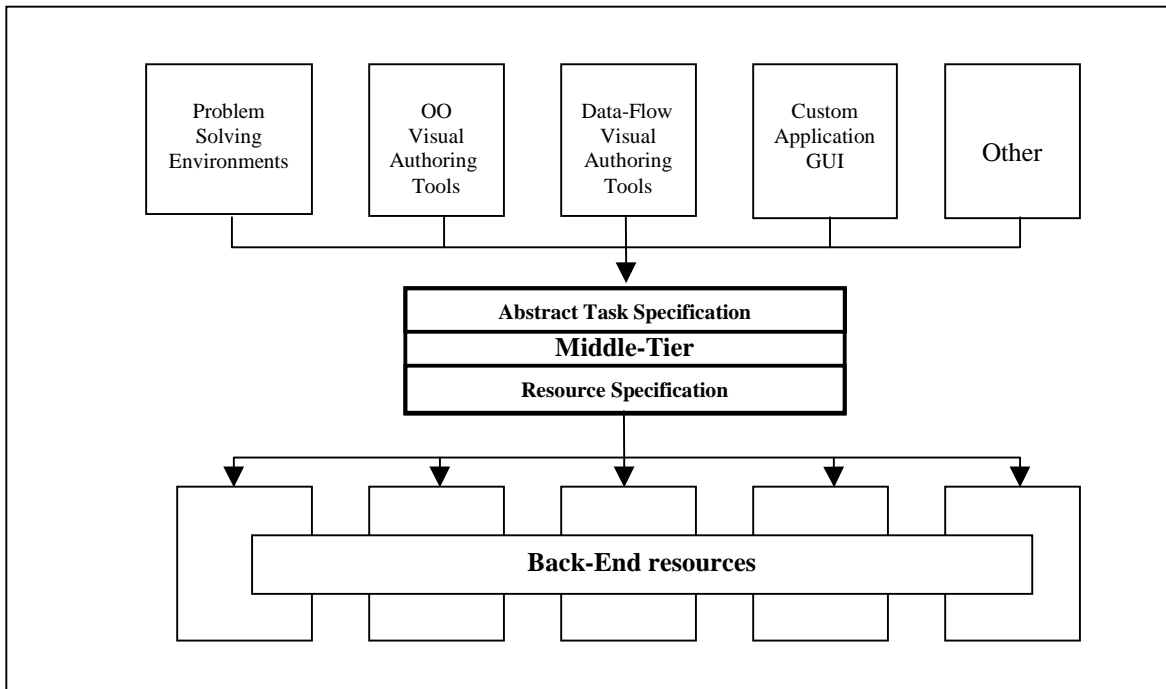 Problem
Solving
Environments
OO
Visual
Authoring
Tools
Data-Flow
Visual
Authoring
Tools
Custom
Application
GUI
Other
Abstract Task Specification
Middle-Tier
Resource Specification
Back-End resources